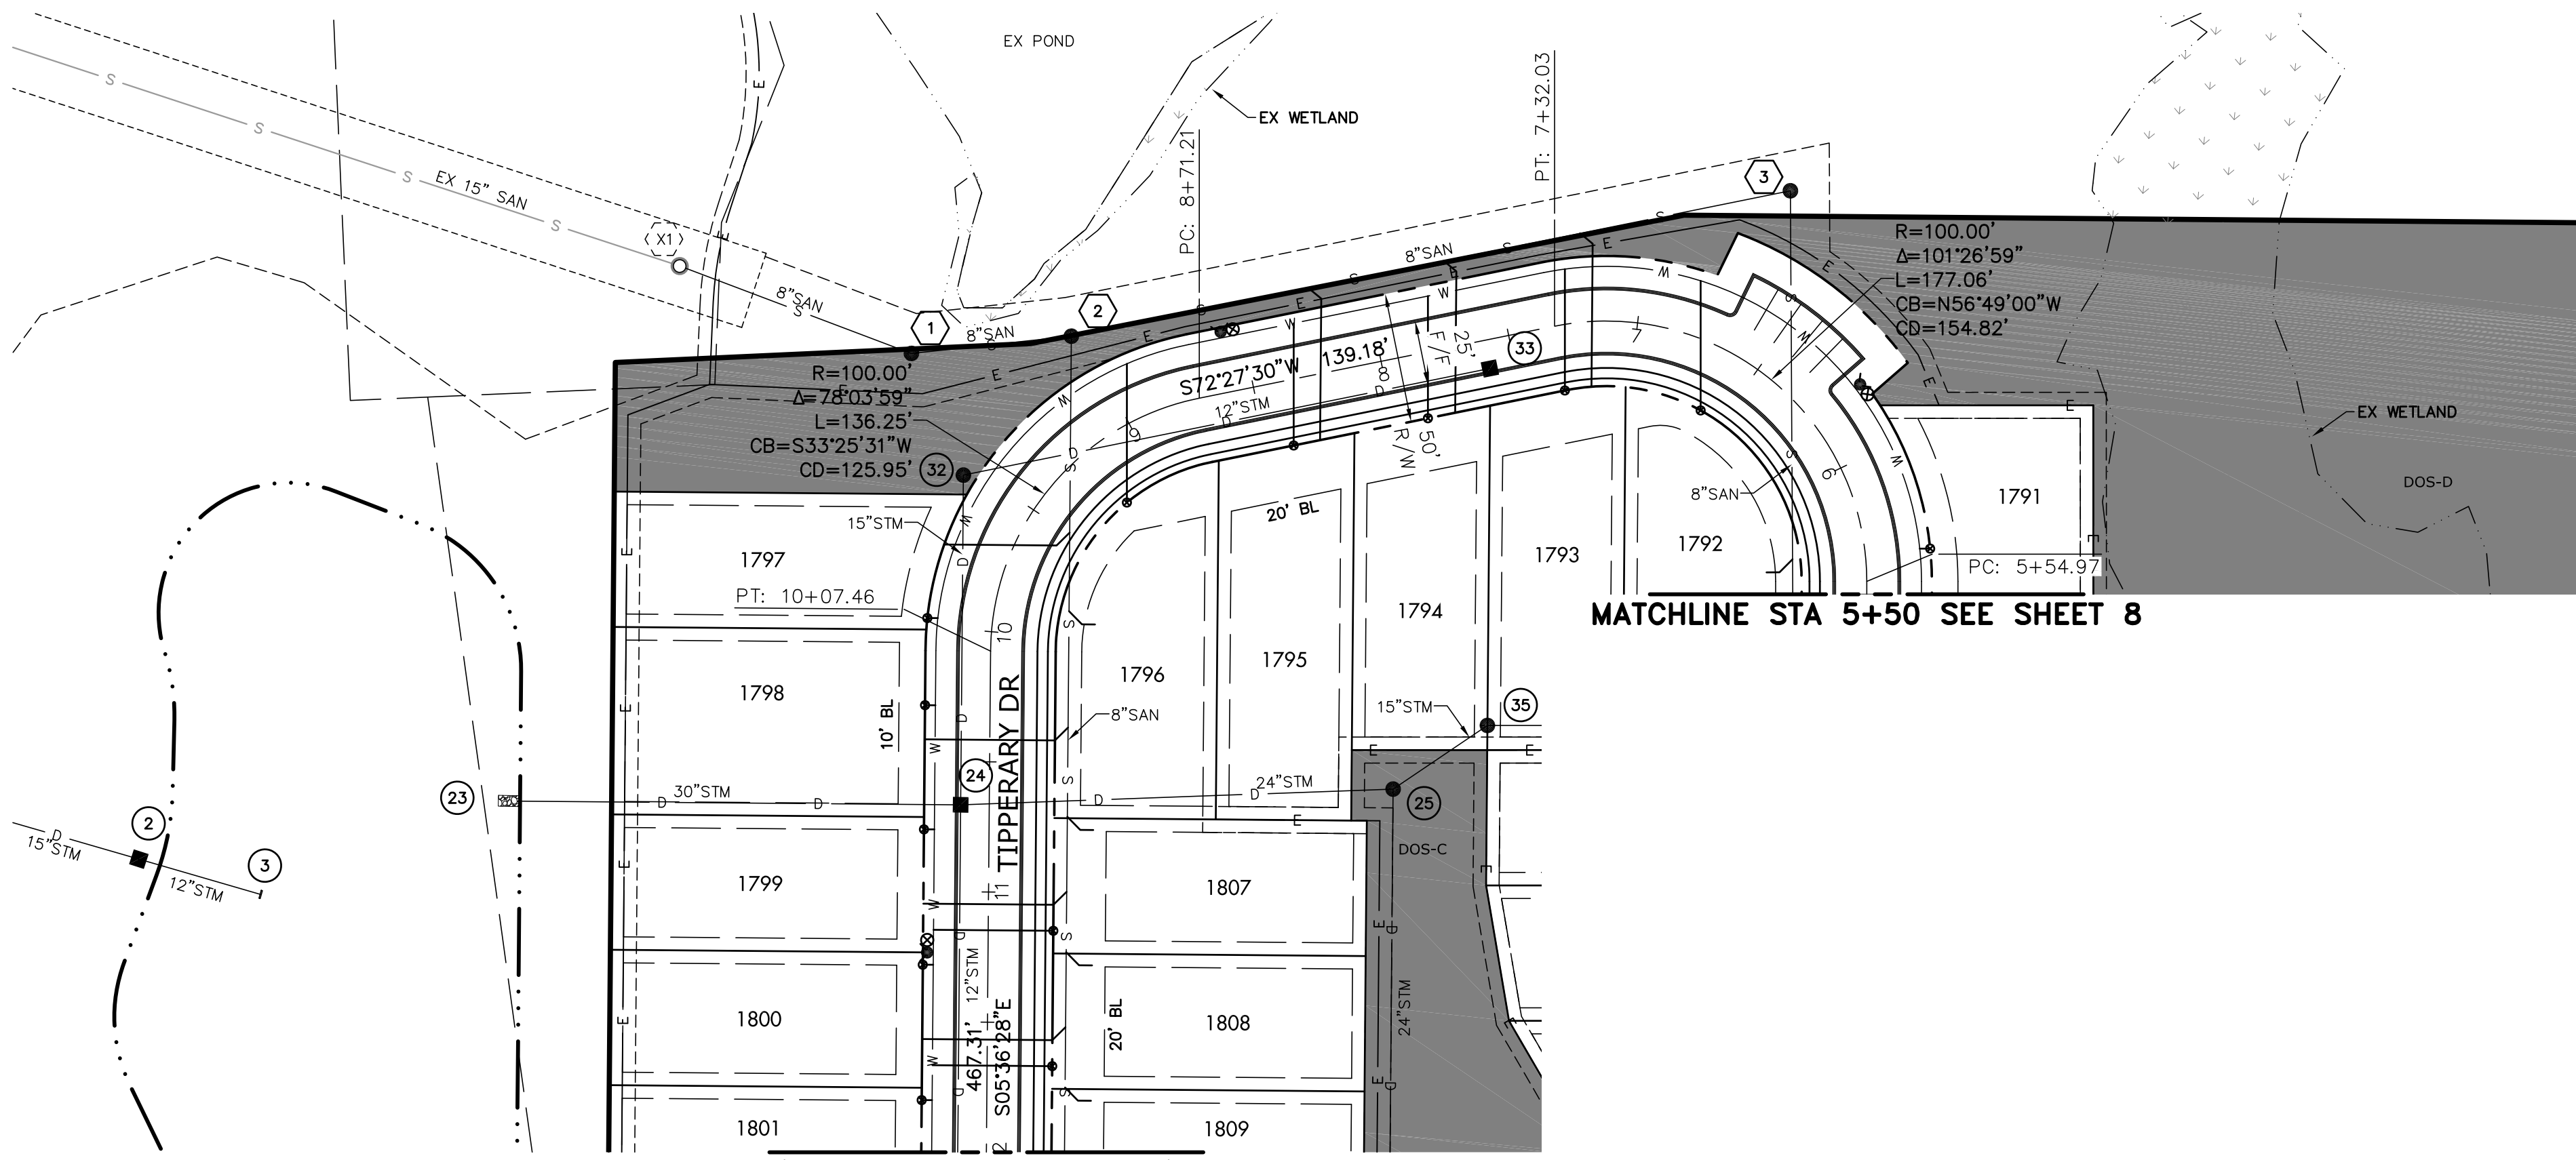 EX POND
EX WETLAND
PC: 8+71.21
PT: 7+32.03
EX 15" SAN
S
S
S
S
X1
8"SAN
S
1
8"SAN
S
2
8"SAN
3
R=100.00'
Δ=101°26'59"
L=177.06'
CB=N56°49'00"W
CD=154.82'
R=100.00'
Δ=78°03'59"
L=136.25'
CB=S33°25'31"W
CD=125.95'
32
S72°27'30"W
139.18'
25'
F/F
50'
R/W
12"STM
33
8
7
9
6
EX WETLAND
DOS-D
8"SAN
1791
1792
1793
1794
1795
1796
1797
1798
1799
1800
1801
1807
1808
1809
20' BL
15"STM
PT: 10+07.46
PC: 5+54.97
MATCHLINE STA 5+50 SEE SHEET 8
10
10' BL
TIPPERARY DR
8"SAN
15"STM
35
23
30"STM
24
24"STM
25
DOS-C
2
15"STM
12"STM
3
11
12"STM
467.31'
S05°36'28"E
20' BL
24"STM
2